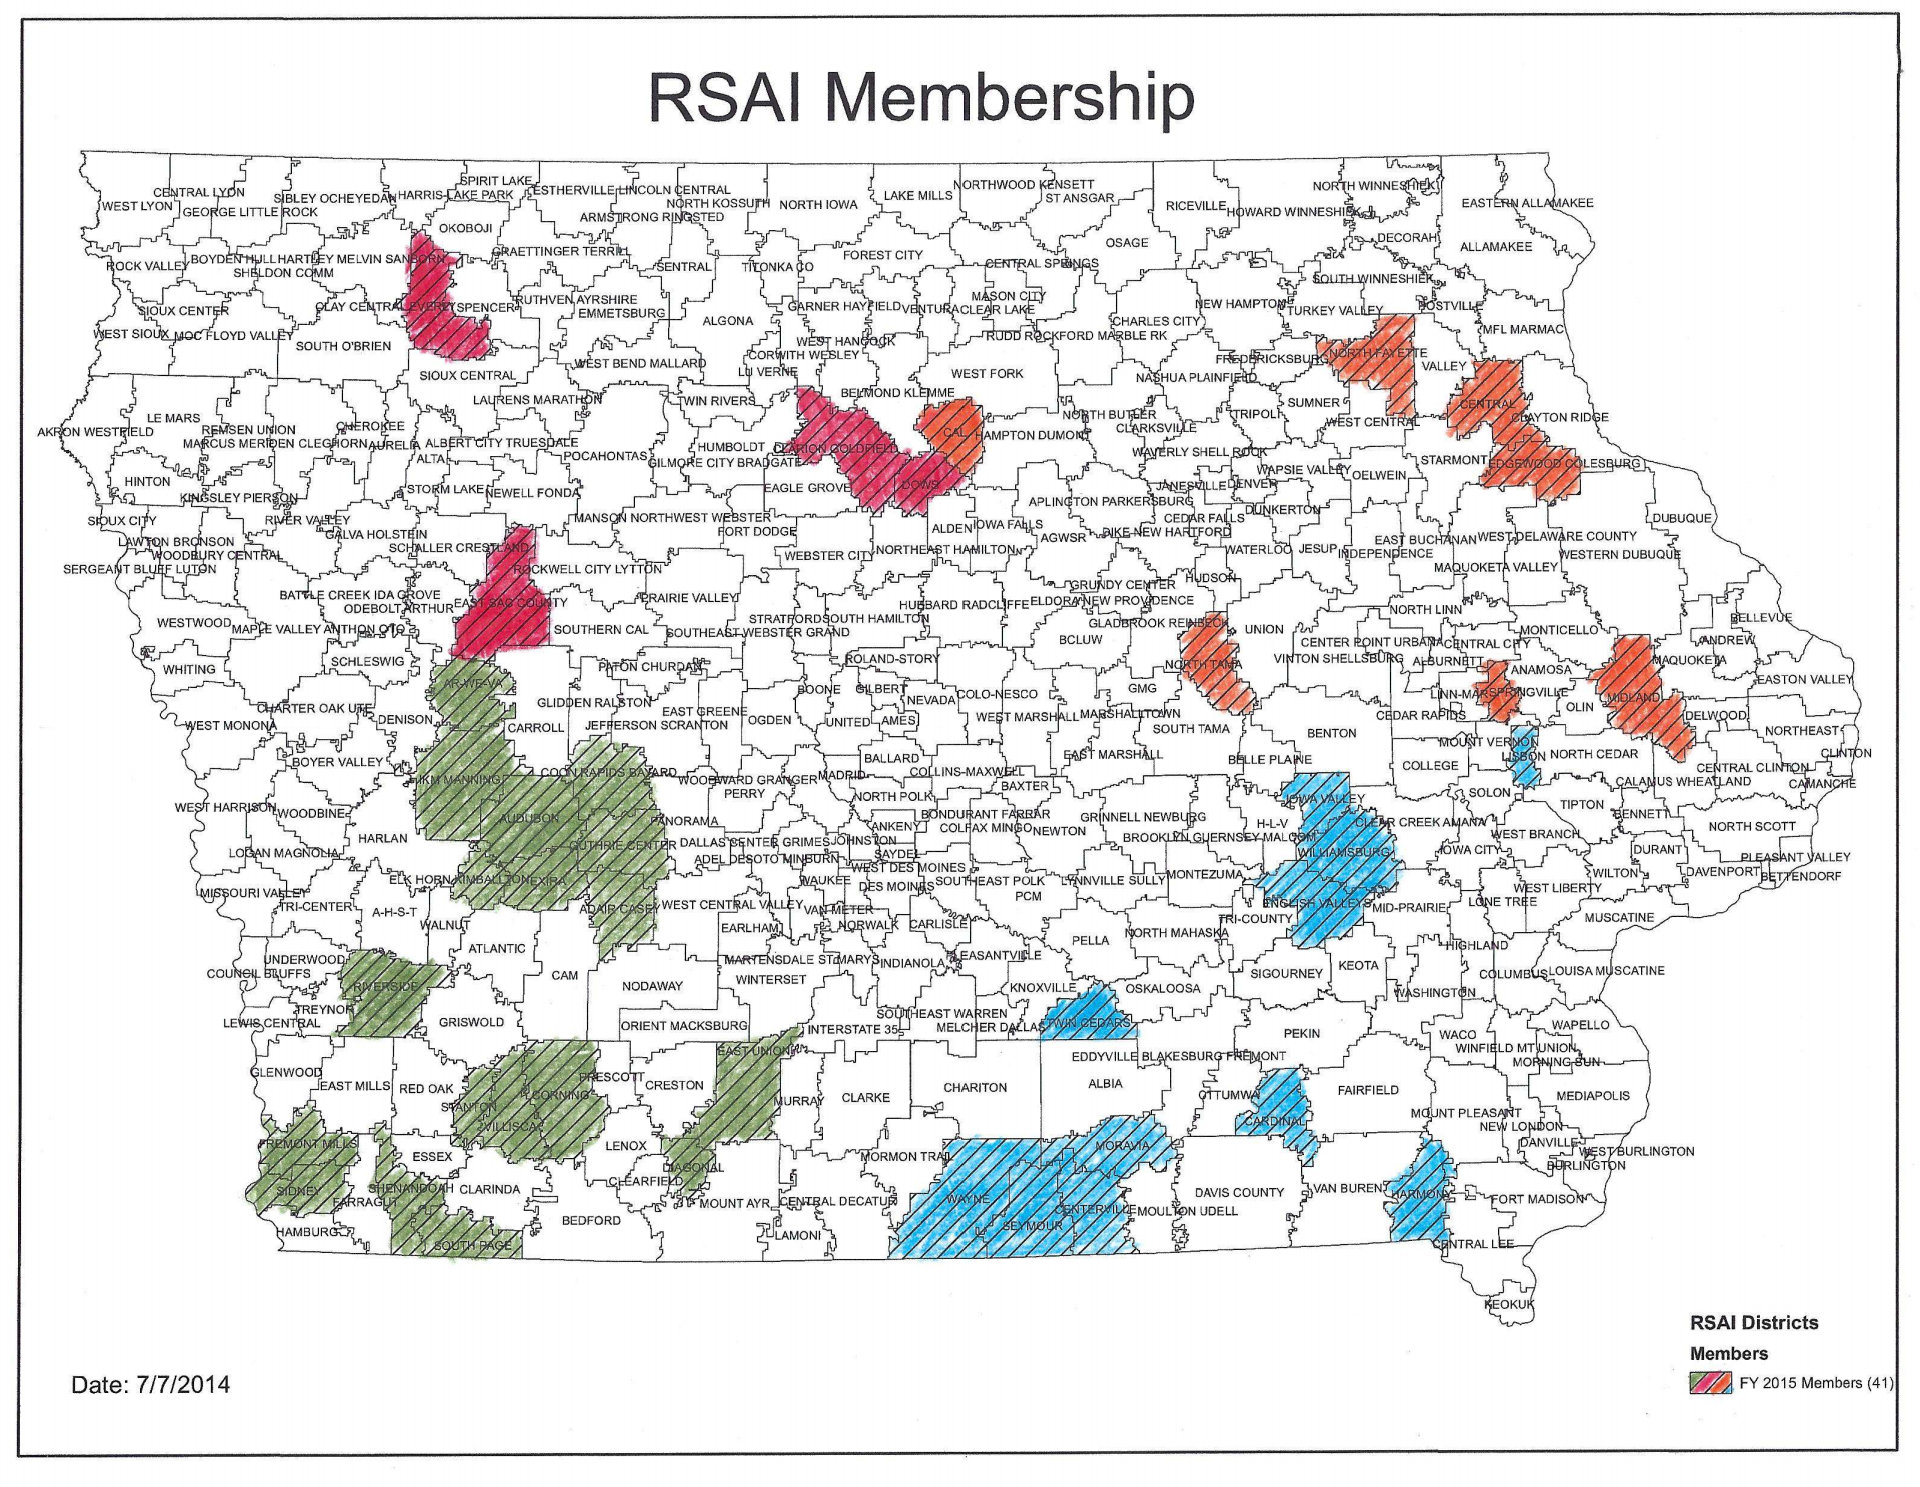 RSAI Membership
CENTRAL LYON
WEST LYON
GEORGE LITTLE ROCK
SIBLEY OCHEYEDAN
HARRIS-LAKE PARK
SPIRIT LAKE
ESTHERVILLE LINCOLN CENTRAL
NORTH KOSSUTH
ARMSTRONG RINGSTED
NORTH IOWA
LAKE MILLS
NORTHWOOD KENSETT
ST ANSGAR
RICEVILLE
HOWARD WINNESHIEK
NORTH WINNESHIEK
EASTERN ALLAMAKEE
OKOBOJI
DECORAH
ALLAMAKEE
OSAGE
ROCK VALLEY
BOYDEN HULL
HARTLEY MELVIN SANBORN
SHELDON COMM
GRAETTINGER TERRIL
SENTRAL
TITONKA CO
FOREST CITY
CENTRAL SPRINGS
SOUTH WINNESHIEK
SIOUX CENTER
CLAY CENTRAL EVERLY
SPENCER
RUTHVEN AYRSHIRE
EMMETSBURG
ALGONA
GARNER HAYFIELD
VENTURA
CLEAR LAKE
MASON CITY
NEW HAMPTON
TURKEY VALLEY
POSTVILLE
WEST SIOUX
MOC FLOYD VALLEY
SOUTH O'BRIEN
WEST HANCOCK
CORWITH WESLEY
RUDD ROCKFORD MARBLE RK
CHARLES CITY
MFL MARMAC
SIOUX CENTRAL
WEST BEND MALLARD
LU VERNE
WEST FORK
FREDERICKSBURG
NORTH FAYETTE
VALLEY
NASHUA PLAINFIELD
LAURENS MARATHON
TWIN RIVERS
BELMOND KLEMME
SUMNER
CENTRAL
CLAYTON RIDGE
LE MARS
AKRON WESTFIELD
REMSEN UNION
CHEROKEE
MARCUS MERIDEN CLEGHORN
AURELIA
ALBERT CITY TRUESDALE
ALTA
POCAHONTAS
HUMBOLDT
GILMORE CITY BRADGATE
CLARION GOLDFIELD
CAL
HAMPTON DUMONT
NORTH BUTLER
CLARKSVILLE
TRIPOLI
WEST CENTRAL
WAVERLY SHELL ROCK
WAPSIE VALLEY
OELWEIN
STARMONT
EDGEWOOD COLESBURG
HINTON
KINGSLEY PIERSON
STORM LAKE
NEWELL FONDA
EAGLE GROVE
DOWS
JANESVILLE
DENVER
APLINGTON PARKERSBURG
DUNKERTON
SIOUX CITY
RIVER VALLEY
GALVA HOLSTEIN
MANSON NORTHWEST WEBSTER
FORT DODGE
ALDEN
IOWA FALLS
CEDAR FALLS
DIKE-NEW HARTFORD
DUBUQUE
LAWTON BRONSON
WOODBURY CENTRAL
SERGEANT BLUFF LUTON
SCHALLER CRESTLAND
ROCKWELL CITY LYTTON
WEBSTER CITY
NORTHEAST HAMILTON
AGWSR
WATERLOO
JESUP
INDEPENDENCE
EAST BUCHANAN
WEST DELAWARE COUNTY
WESTERN DUBUQUE
MAQUOKETA VALLEY
BATTLE CREEK IDA GROVE
ODEBOLT ARTHUR
EAST SAC COUNTY
PRAIRIE VALLEY
HUBBARD RADCLIFFE
ELDORA NEW PROVIDENCE
GRUNDY CENTER
HUDSON
NORTH LINN
WESTWOOD
MAPLE VALLEY ANTHON OTO
SOUTHERN CAL
SOUTHEAST WEBSTER GRAND
STRATFORD
SOUTH HAMILTON
BCLUW
GLADBROOK REINBECK
UNION
CENTER POINT URBANA
CENTRAL CITY
MONTICELLO
BELLEVUE
ANDREW
WHITING
SCHLESWIG
PATON CHURDAN
ROLAND-STORY
NORTH TAMA
VINTON SHELLSBURG
ALBURNETT
ANAMOSA
MAQUOKETA
AR-WE-VA
BOONE
GILBERT
NEVADA
COLO-NESCO
GMG
LINN-MAR
SPRINGVILLE
MIDLAND
EASTON VALLEY
CHARTER OAK UTE
WEST MONONA
DENISON
CARROLL
GLIDDEN RALSTON
JEFFERSON SCRANTON
EAST GREENE
OGDEN
UNITED
AMES
WEST MARSHALL
MARSHALLTOWN
SOUTH TAMA
BENTON
CEDAR RAPIDS
OLIN
DELWOOD
NORTHEAST
BOYER VALLEY
BALLARD
EAST MARSHALL
BELLE PLAINE
COLLEGE
MOUNT VERNON
LISBON
NORTH CEDAR
CENTRAL CLINTON
CLINTON
CAMANCHE
IKM MANNING
COON RAPIDS BAYARD
WOODWARD GRANGER
PERRY
MADRID
COLLINS-MAXWELL
BAXTER
NORTH POLK
IOWA VALLEY
SOLON
TIPTON
CALAMUS WHEATLAND
WEST HARRISON
WOODBINE
AUDUBON
PANORAMA
ANKENY
BONDURANT FARRAR
COLFAX MINGO
NEWTON
GRINNELL NEWBURG
H-L-V
CLEAR CREEK AMANA
WEST BRANCH
BENNETT
NORTH SCOTT
HARLAN
GUTHRIE CENTER
DALLAS CENTER GRIMES
JOHNSTON
SAYDEL
BROOKLYN GUERNSEY MALCOM
WILLIAMSBURG
IOWA CITY
DURANT
PLEASANT VALLEY
LOGAN MAGNOLIA
ADEL DESOTO MINBURN
WEST DES MOINES
WAUKEE
DES MOINES
SOUTHEAST POLK
PCM
LYNNVILLE SULLY
MONTEZUMA
WILTON
DAVENPORT
BETTENDORF
MISSOURI VALLEY
TRI-CENTER
ELK HORN KIMBALLTON
EXIRA
A-H-S-T
WALNUT
ADAIR CASEY
WEST CENTRAL VALLEY
VAN METER
NORWALK
CARLISLE
EARLHAM
ENGLISH VALLEYS
MID-PRAIRIE
LONE TREE
WEST LIBERTY
MUSCATINE
TRI-COUNTY
NORTH MAHASKA
PELLA
ATLANTIC
UNDERWOOD
COUNCIL BLUFFS
RIVERSIDE
CAM
NODAWAY
MARTENSDALE ST MARYS
WINTERSET
INDIANOLA
PLEASANTVILLE
KNOXVILLE
OSKALOOSA
SIGOURNEY
KEOTA
HIGHLAND
COLUMBUS
LOUISA MUSCATINE
WASHINGTON
TREYNOR
LEWIS CENTRAL
GRISWOLD
ORIENT MACKSBURG
INTERSTATE 35
SOUTHEAST WARREN
MELCHER DALLAS
TWIN CEDARS
PEKIN
WACO
WAPELLO
WINFIELD MT UNION
MORNING SUN
EAST UNION
EDDYVILLE BLAKESBURG FREMONT
GLENWOOD
EAST MILLS
RED OAK
STANTON
CORNING
PRESCOTT
VILLISCA
CRESTON
MURRAY
CLARKE
CHARITON
ALBIA
OTTUMWA
CARDINAL
FAIRFIELD
MOUNT PLEASANT
NEW LONDON
MEDIAPOLIS
DANVILLE
WEST BURLINGTON
BURLINGTON
FREMONT MILLS
SIDNEY
FARRAGUT
HAMBURG
ESSEX
SHENANDOAH
CLARINDA
SOUTH PAGE
LENOX
CLEARFIELD
DIAGONAL
BEDFORD
MOUNT AYR
CENTRAL DECATUR
LAMONI
MORMON TRAIL
WAYNE
SEYMOUR
MORAVIA
CENTERVILLE
MOULTON UDELL
DAVIS COUNTY
VAN BUREN
HARMONY
FORT MADISON
CENTRAL LEE
KEOKUK
RSAI Districts
Members
FY 2015 Members (41)
Date: 7/7/2014